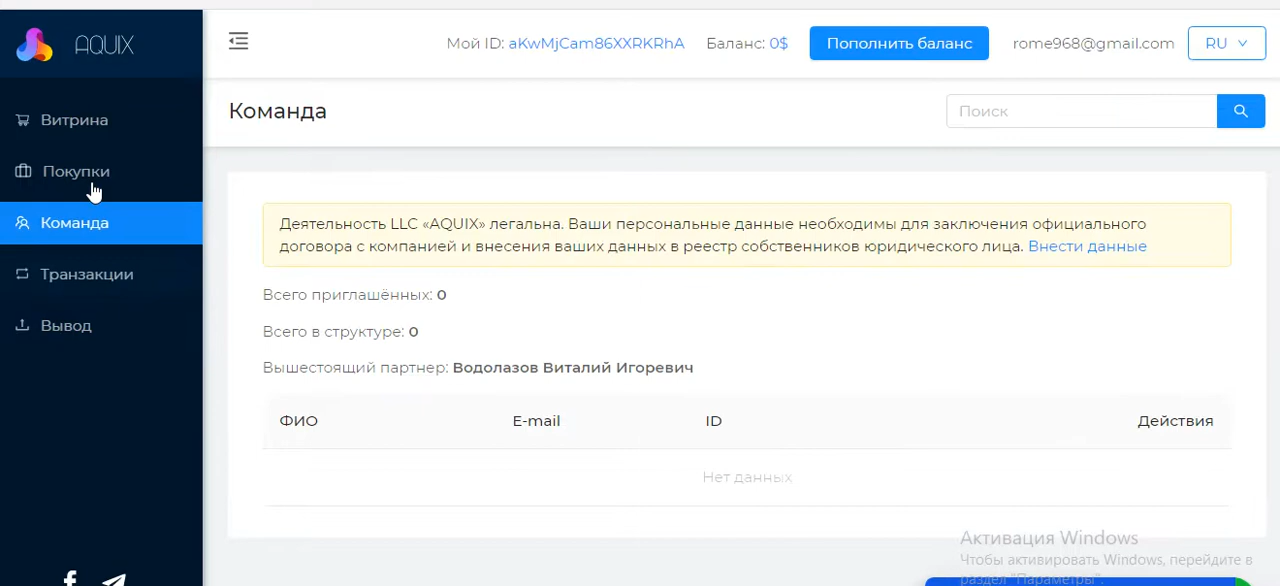 AQUIX
Мой ID: aKwMjCam86XXRKRhA Баланс: 0$ Пополнить баланс rome968@gmail.com RU
Команда
Поиск
Витрина
Покупки
Команда
Транзакции
Вывод
Деятельность LLC «AQUIX» легальна. Ваши персональные данные необходимы для заключения официального
договора с компанией и внесения ваших данных в реестр собственников юридического лица. Внести данные
Всего приглашённых: 0
Всего в структуре: 0
Вышестоящий партнер: Водолазов Виталий Игоревич
ФИО E-mail ID Действия
Нет данных
Активация Windows
Чтобы активировать Windows, перейдите в
раздел "Параметры".